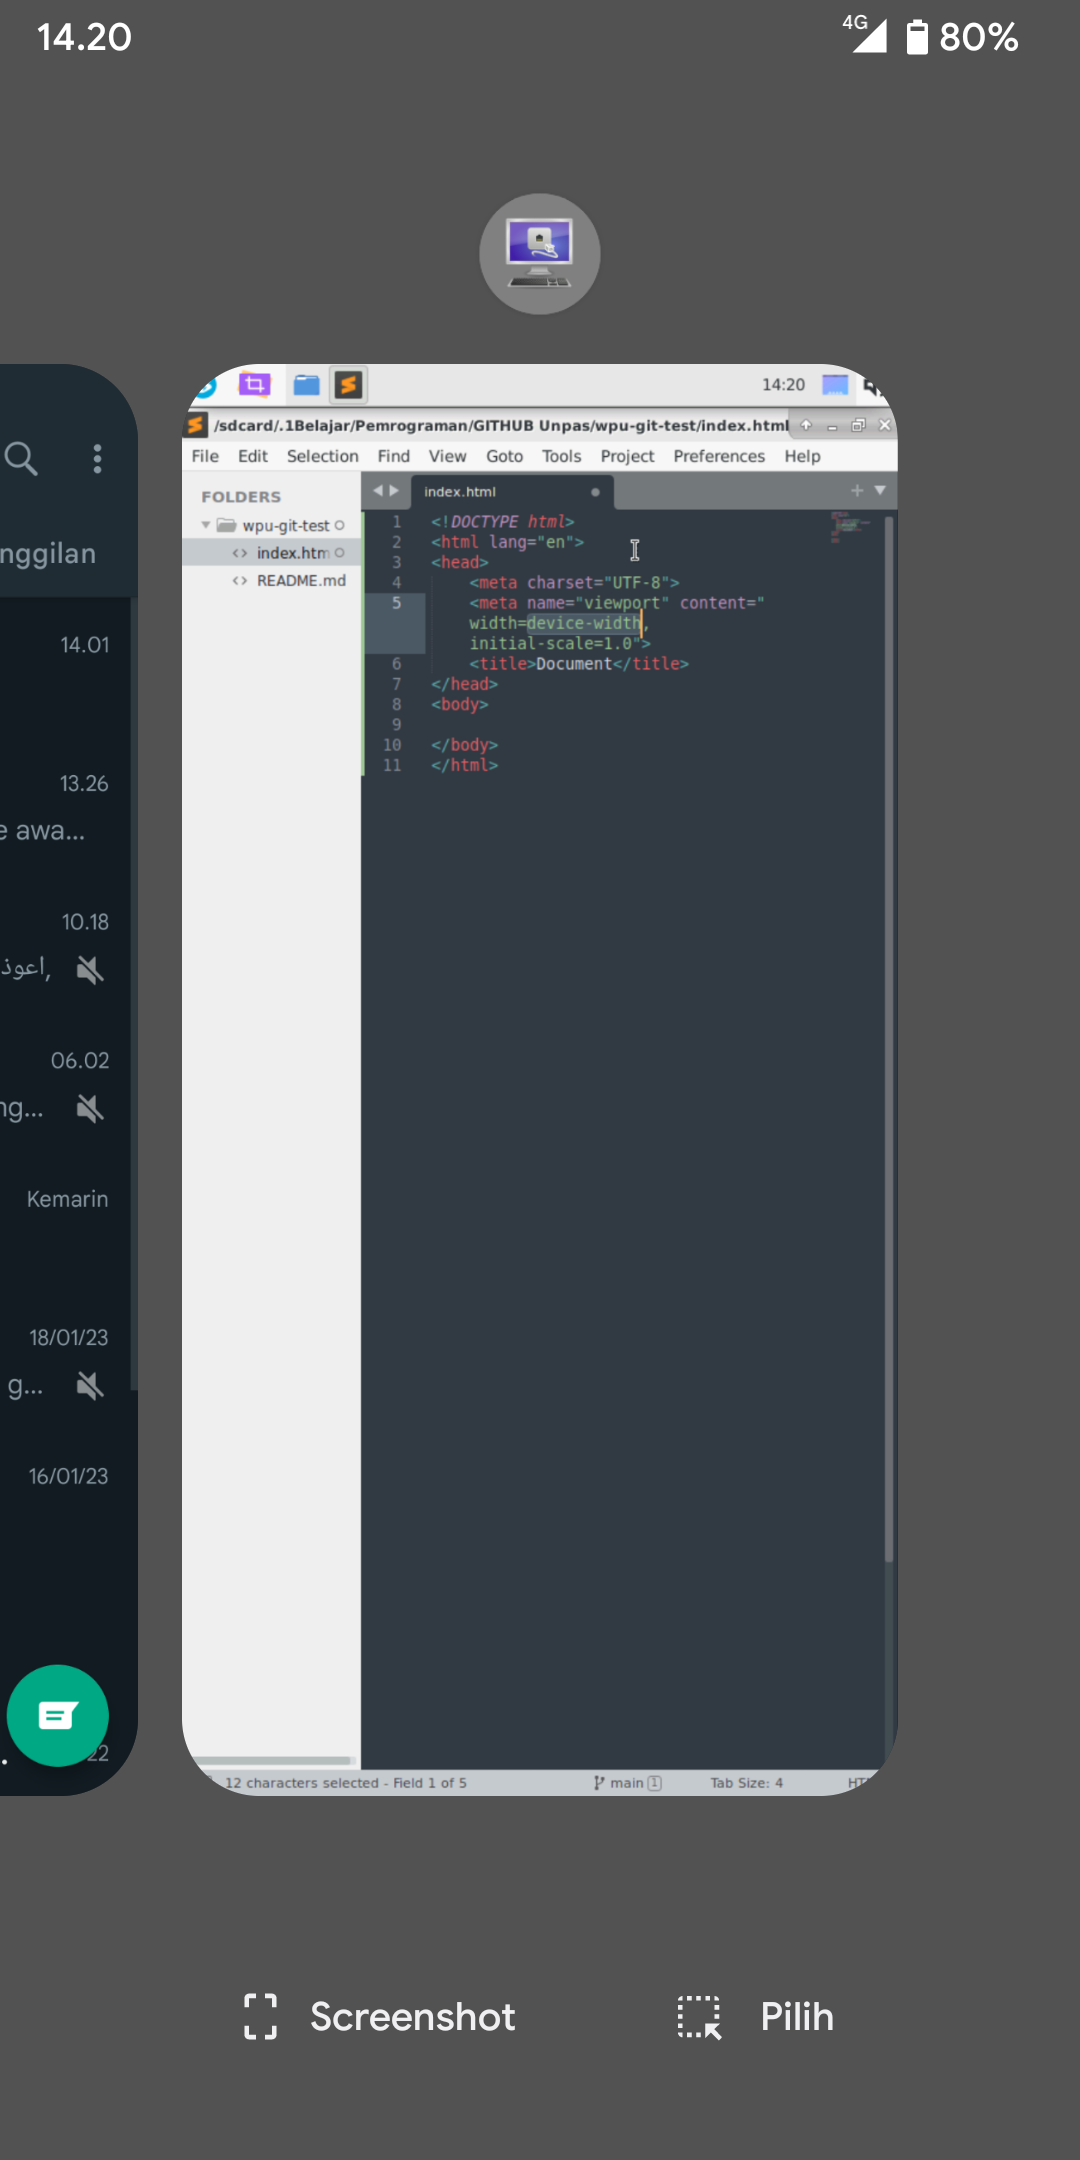 14.20
4G
80%
nggilan
14.01
13.26
e awa...
10.18
اعوذ,
06.02
ng...
Kemarin
18/01/23
g...
16/01/23
22
14:20
/sdcard/.1Belajar/Pemrograman/GITHUB Unpas/wpu-git-test/index.html
File Edit Selection Find View Goto Tools Project Preferences Help
FOLDERS
wpu-git-test
index.htm
README.md
index.html
1 <!DOCTYPE html>
2 <html lang="en">
3 <head>
4 <meta charset="UTF-8">
5 <meta name="viewport" content="
width=device-width,
initial-scale=1.0">
6 <title>Document</title>
7 </head>
8 <body>
9
10 </body>
11 </html>
12 characters selected - Field 1 of 5
main 1
Tab Size: 4
HT
Screenshot
Pilih